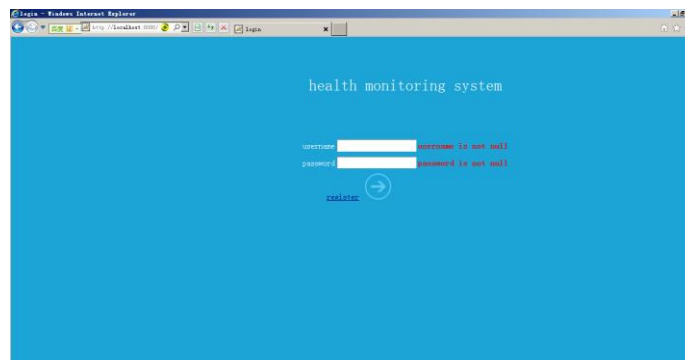 login - Windows Internet Explorer
http://localhost:8080/
login
health monitoring system
username
username is not null
password
password is not null
register